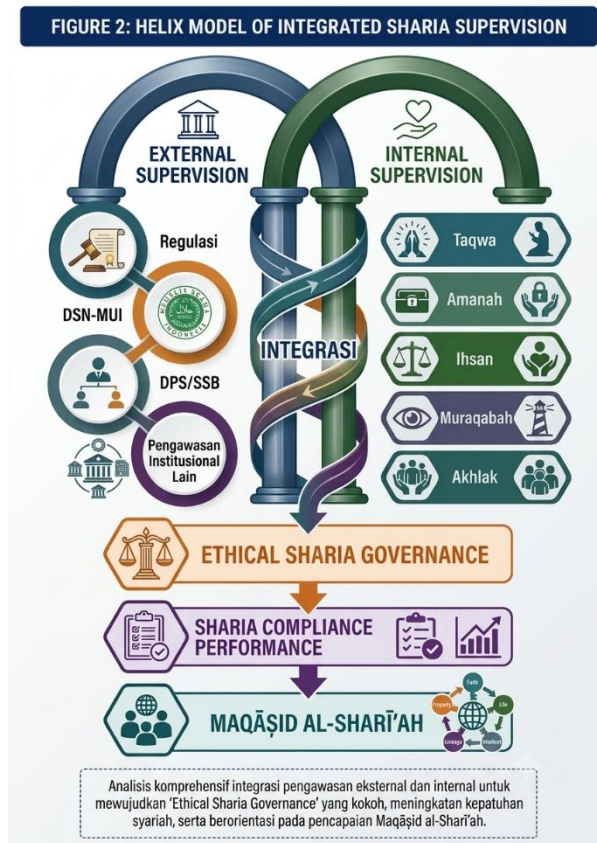 FIGURE 2: HELIX MODEL OF INTEGRATED SHARIA SUPERVISION
EXTERNAL
SUPERVISION
INTERNAL
SUPERVISION
Regulasi
DSN-MUI
DPS/SSB
Pengawasan
Institusional
Lain
INTEGRASI
Taqwa
Amanah
Ihsan
Muraqabah
Akhlak
ETHICAL SHARIA GOVERNANCE
SHARIA COMPLIANCE
PERFORMANCE
MAQĀṢID AL-SHARĪ'AH
Faith
Life
Intellect
Lineage
Property
Analisis komprehensif integrasi pengawasan eksternal dan internal untuk
mewujudkan 'Ethical Sharia Governance' yang kokoh, meningkatan kepatuhan
syariah, serta berorientasi pada pencapaian Maqāṣid al-Sharī'ah.